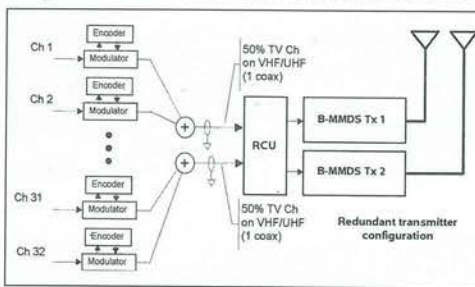 Encoder
Ch 1
Modulator
Encoder
Ch 2
Modulator
Encoder
Ch 31
Modulator
Encoder
Ch 32
Modulator
50% TV Ch
on VHF/UHF
(1 coax)
50% TV Ch
on VHF/UHF
(1 coax)
RCU
B-MMDS Tx 1
B-MMDS Tx 2
Redundant transmitter
configuration